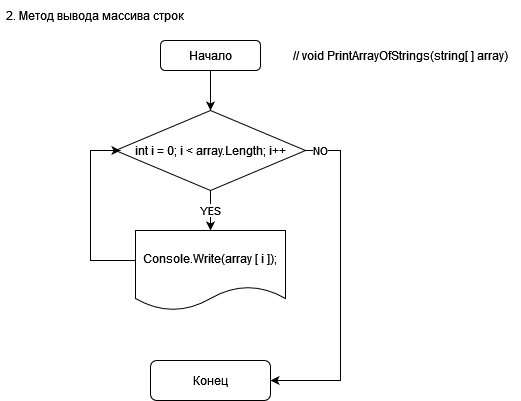 2. Метод вывода массива строк
Начало
// void PrintArrayOfStrings(string[ ] array)
int i = 0; i < array.Length; i++
NO
YES
Console.Write(array [ i ]);
Конец